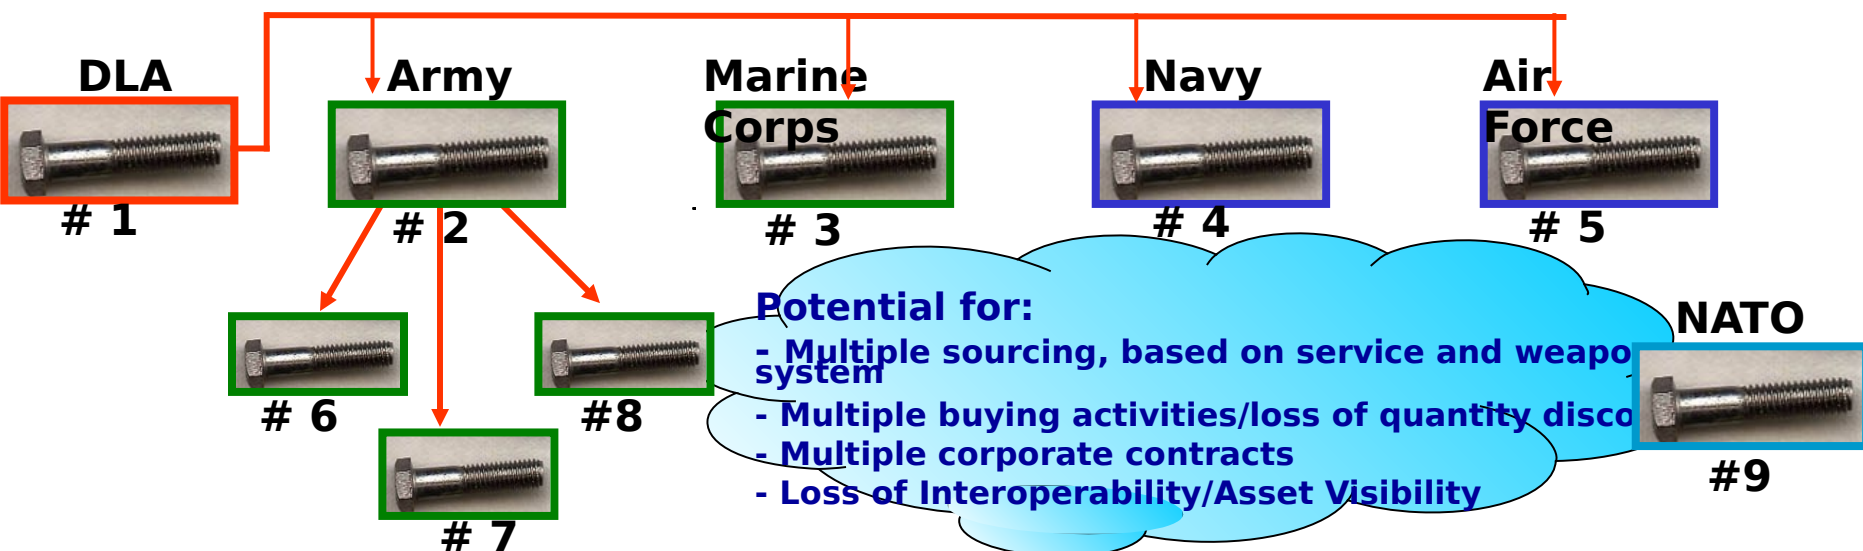 DLA
Army
Marine
Corps
Navy
Air
Force
# 1
# 2
# 3
# 4
# 5
Potential for:
- Multiple sourcing, based on service and weapo
system
- Multiple buying activities/loss of quantity disco
- Multiple corporate contracts
- Loss of Interoperability/Asset Visibility
NATO
# 6
#8
# 7
#9